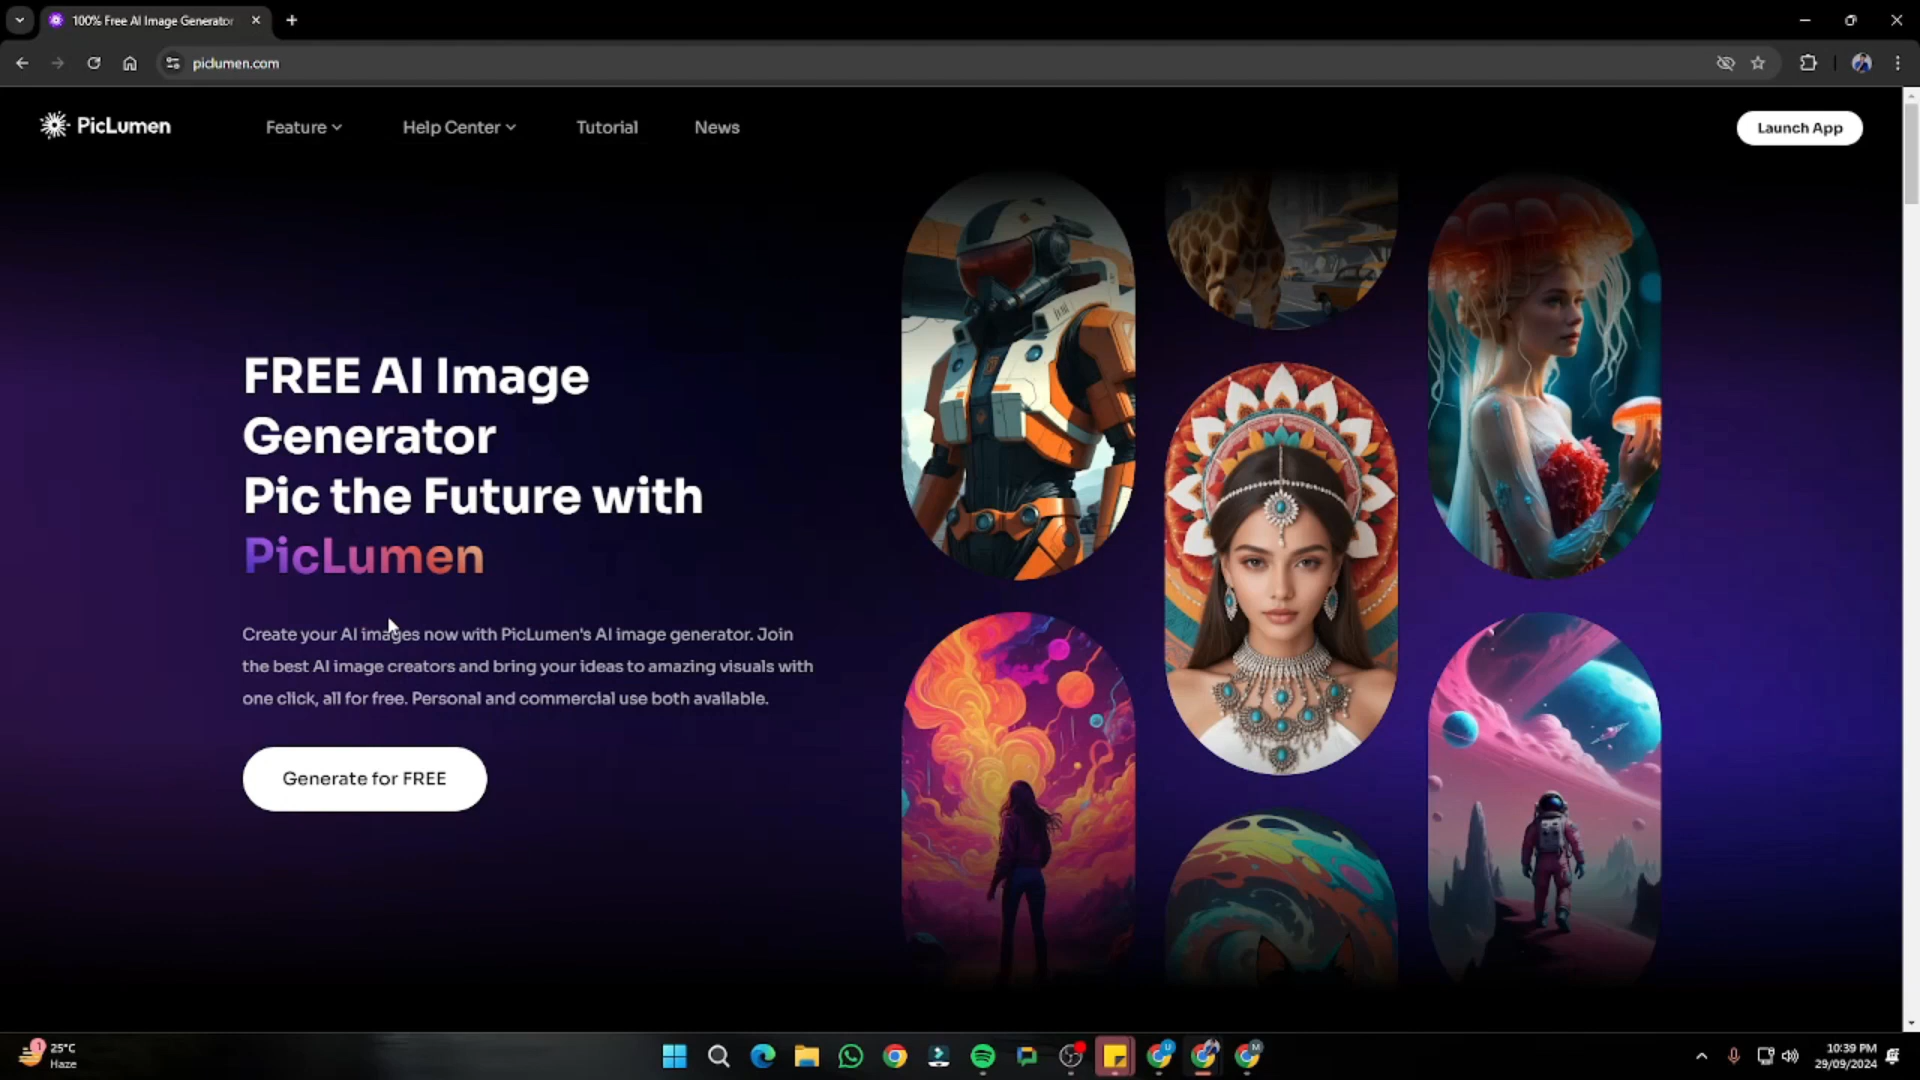 100% Free AI Image Generator
piclumen.com
PicLumen
Feature
Help Center
Tutorial
News
Launch App
FREE AI Image
Generator
Pic the Future with
PicLumen
Create your AI images now with PicLumen's AI image generator. Join
the best AI image creators and bring your ideas to amazing visuals with
one click, all for free. Personal and commercial use both available.
Generate for FREE
1
25°C
Haze
U
M
10:39 PM
29/09/2024